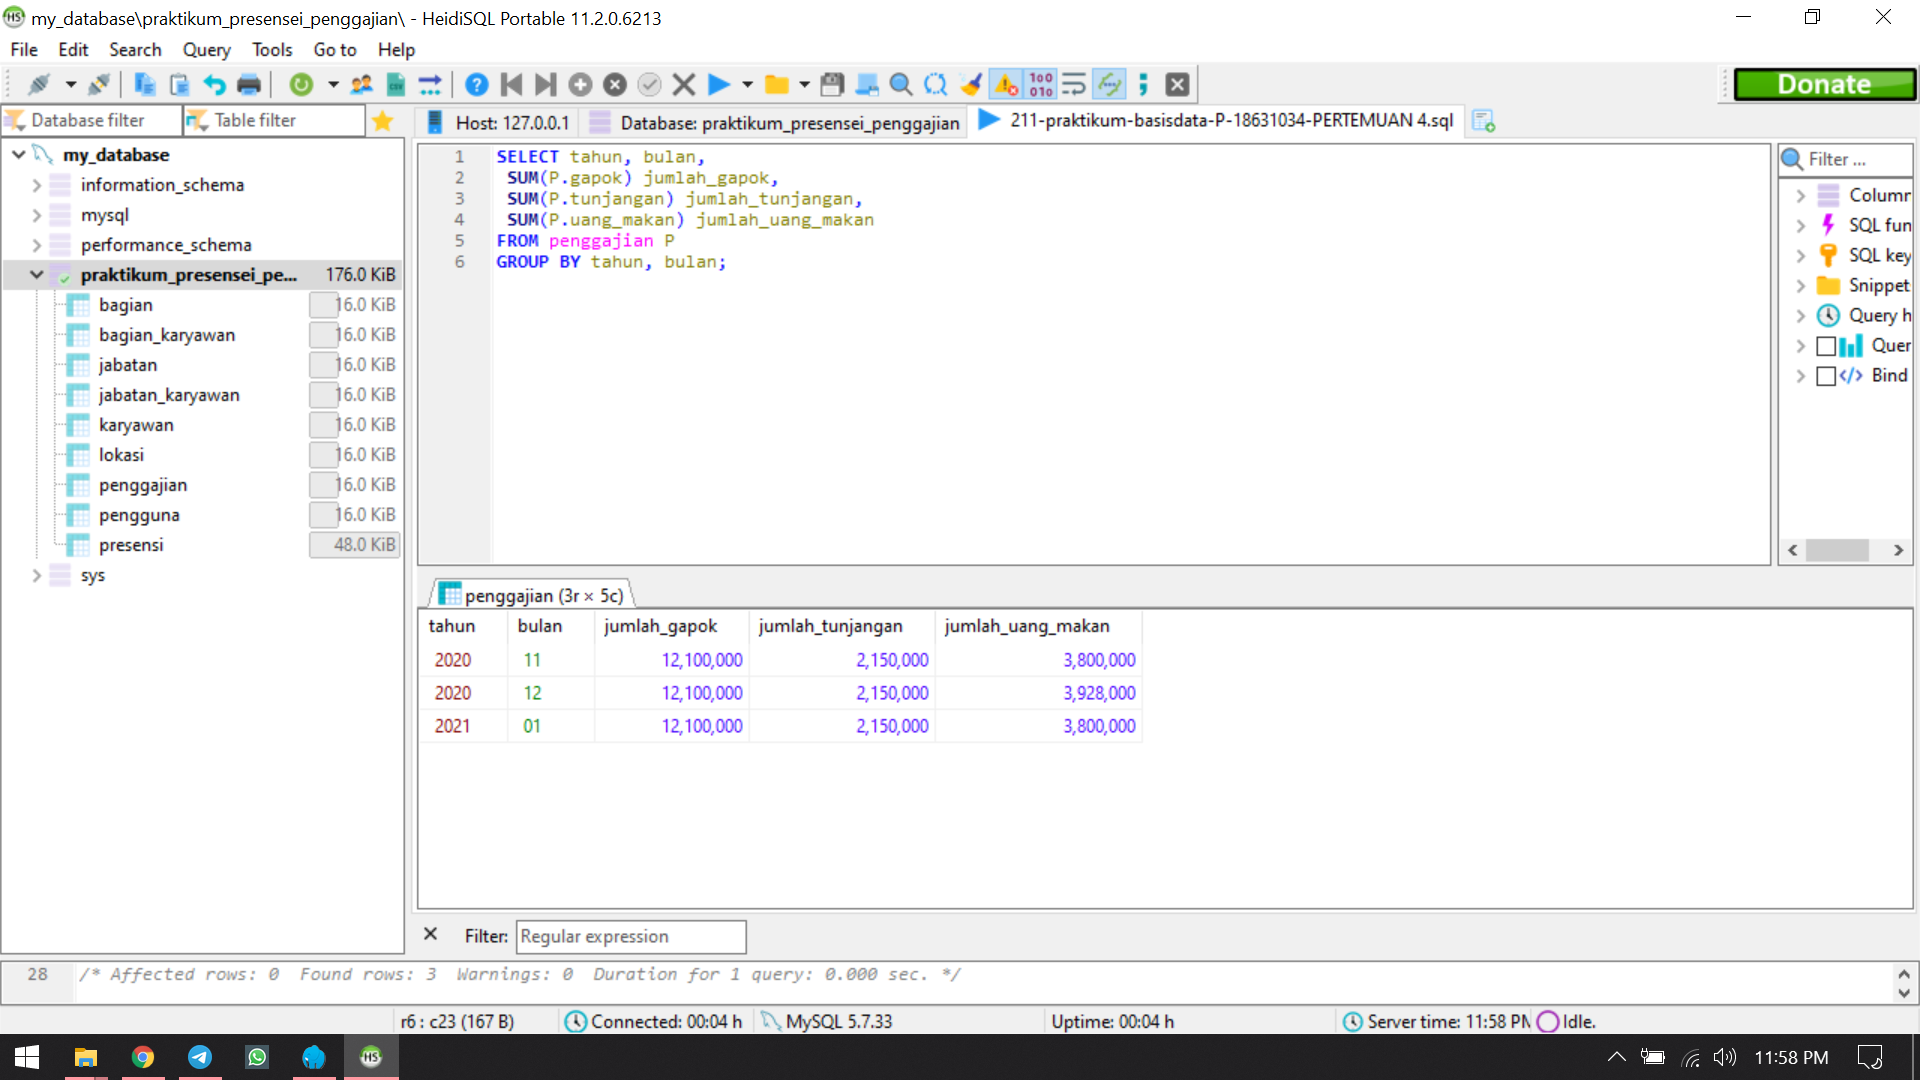 my_database\praktikum_presensei_penggajian\ - HeidiSQL Portable 11.2.0.6213
File Edit Search Query Tools Go to Help
Donate
Database filter Table filter
Host: 127.0.0.1 Database: praktikum_presensei_penggajian 211-praktikum-basisdata-P-18631034-PERTEMUAN 4.sql
my_database
information_schema
mysql
performance_schema
praktikum_presensei_pe... 176.0 KiB
bagian 16.0 KiB
bagian_karyawan 16.0 KiB
jabatan 16.0 KiB
jabatan_karyawan 16.0 KiB
karyawan 16.0 KiB
lokasi 16.0 KiB
penggajian 16.0 KiB
pengguna 16.0 KiB
presensi 48.0 KiB
sys
1 SELECT tahun, bulan,
2 SUM(P.gapok) jumlah_gapok,
3 SUM(P.tunjangan) jumlah_tunjangan,
4 SUM(P.uang_makan) jumlah_uang_makan
5 FROM penggajian P
6 GROUP BY tahun, bulan;
Filter ...
Column
SQL fun
SQL key
Snippet
Query h
Quer
Bind
penggajian (3r × 5c)
tahun bulan jumlah_gapok jumlah_tunjangan jumlah_uang_makan
2020 11 12,100,000 2,150,000 3,800,000
2020 12 12,100,000 2,150,000 3,928,000
2021 01 12,100,000 2,150,000 3,800,000
Filter: Regular expression
28 /* Affected rows: 0 Found rows: 3 Warnings: 0 Duration for 1 query: 0.000 sec. */
r6 : c23 (167 B) Connected: 00:04 h MySQL 5.7.33 Uptime: 00:04 h Server time: 11:58 PM Idle.
11:58 PM